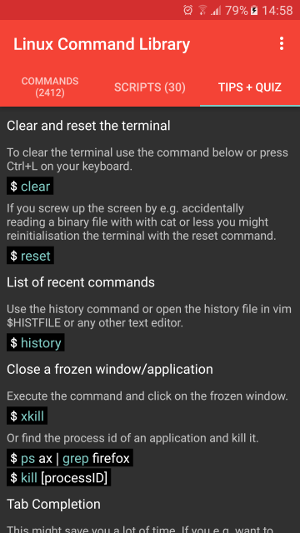 79% 14:58
Linux Command Library
COMMANDS
(2412)
SCRIPTS (30)
TIPS + QUIZ
Clear and reset the terminal
To clear the terminal use the command below or press
Ctrl+L on your keyboard.
$ clear
If you screw up the screen by e.g. accidentally
reading a binary file with with cat or less you might
reinitialisation the terminal with the reset command.
$ reset
List of recent commands
Use the history command or open the history file in vim
$HISTFILE or any other text editor.
$ history
Close a frozen window/application
Execute the command and click on the frozen window.
$ xkill
Or find the process id of an application and kill it.
$ ps ax | grep firefox
$ kill [processID]
Tab Completion
This might save you a lot of time. If you e.g. want to